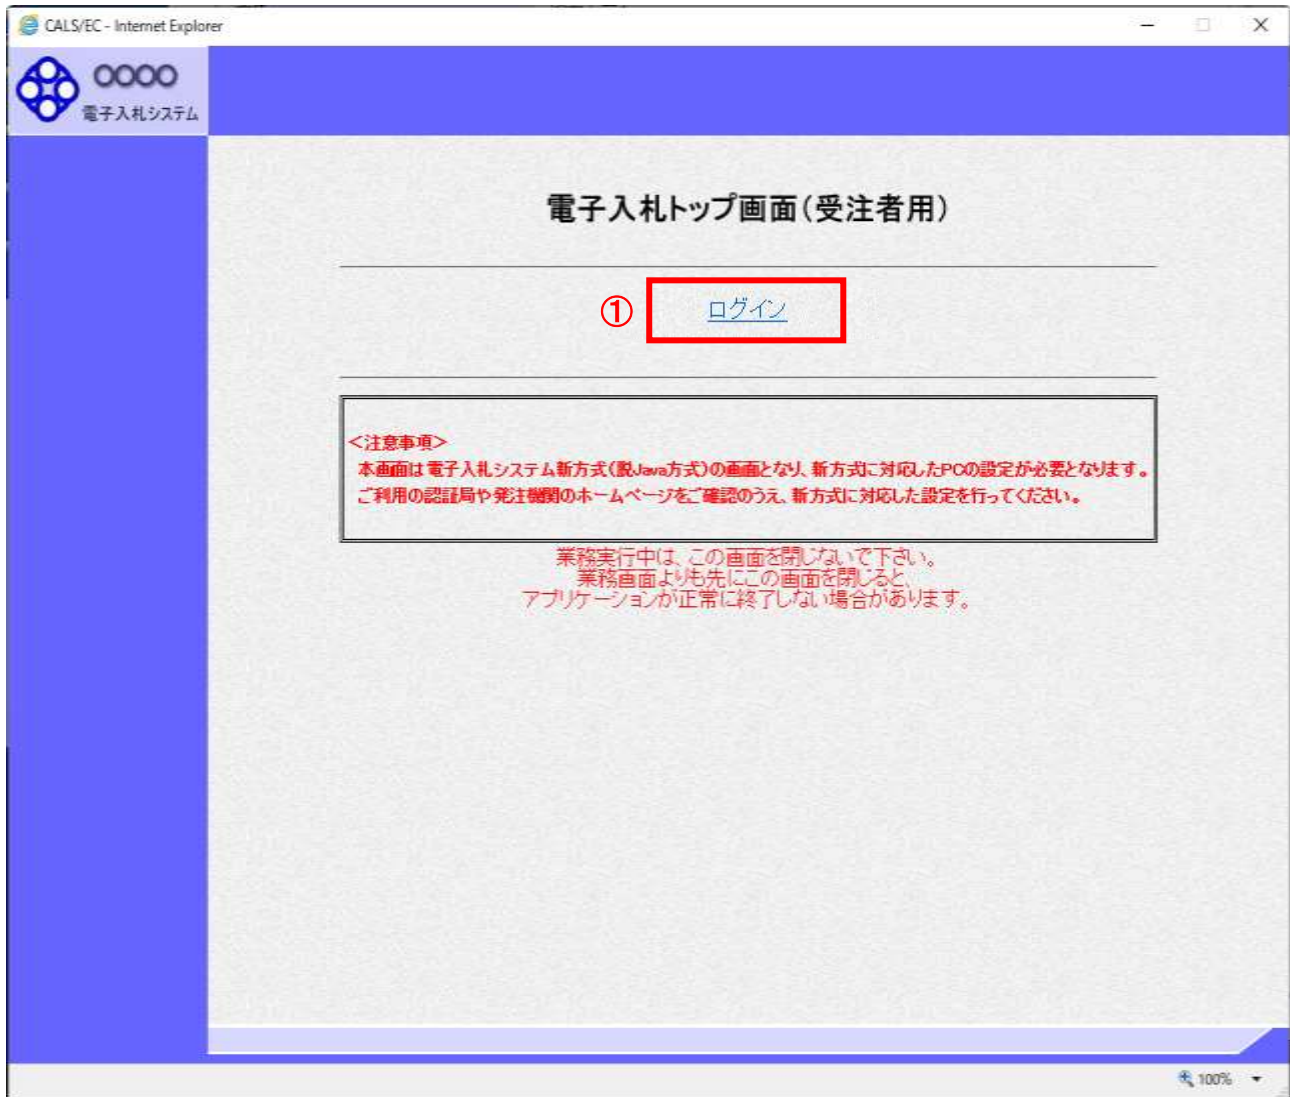 CALS/EC - Internet Explorer
○○○○
電子入札システム
電子入札トップ画面(受注者用)
① ログイン
<注意事項>
本画面は電子入札システム新方式(脱Java方式)の画面となり、新方式に対応したPCの設定が必要となります。
ご利用の認証局や発注機関のホームページをご確認のうえ、新方式に対応した設定を行ってください。
業務実行中は、この画面を閉じないで下さい。
業務画面よりも先にこの画面を閉じると、
アプリケーションが正常に終了しない場合があります。
100%